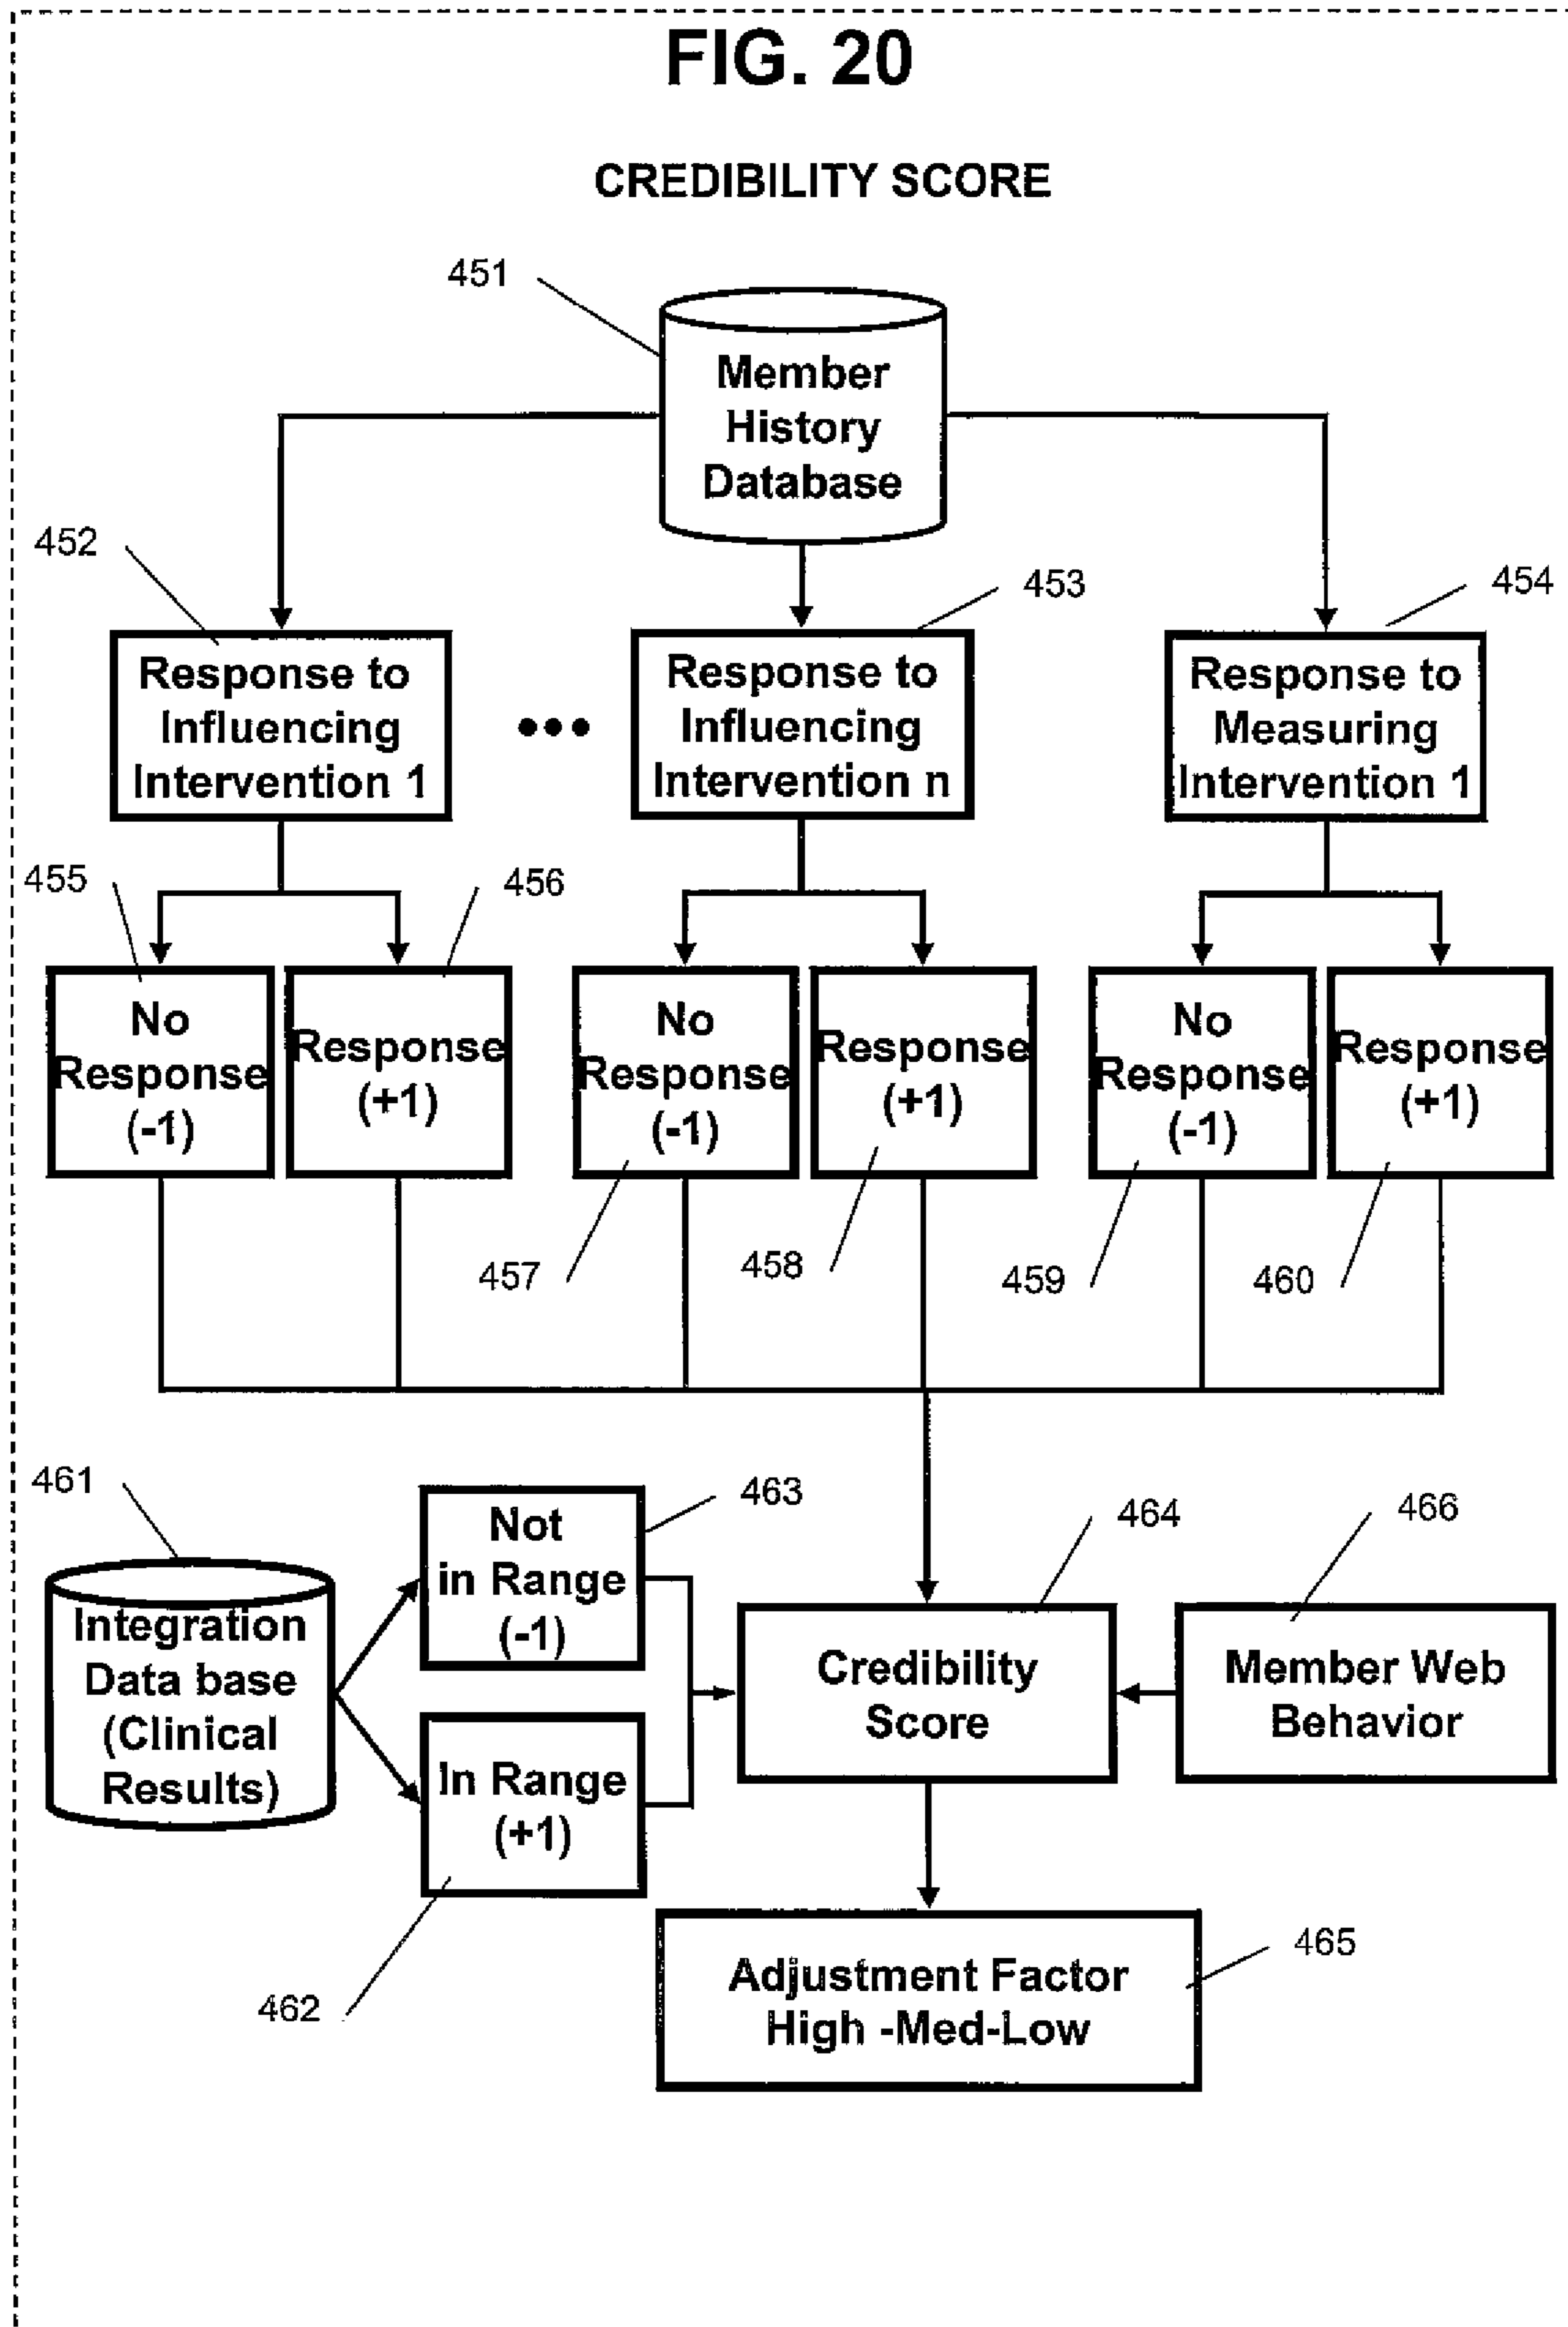 FIG. 20
CREDIBILITY SCORE
451
Member
History
Database
452
453
454
Response to
Influencing
Intervention 1
•••
Response to
Influencing
Intervention n
Response to
Measuring
Intervention 1
455
456
No
Response
(-1)
Response
(+1)
No
Response
(-1)
Response
(+1)
No
Response
(-1)
Response
(+1)
457
458
459
460
461
463
464
466
Integration
Data base
(Clinical
Results)
Not
in Range
(-1)
In Range
(+1)
462
Credibility
Score
Member Web
Behavior
Adjustment Factor
High -Med-Low
465